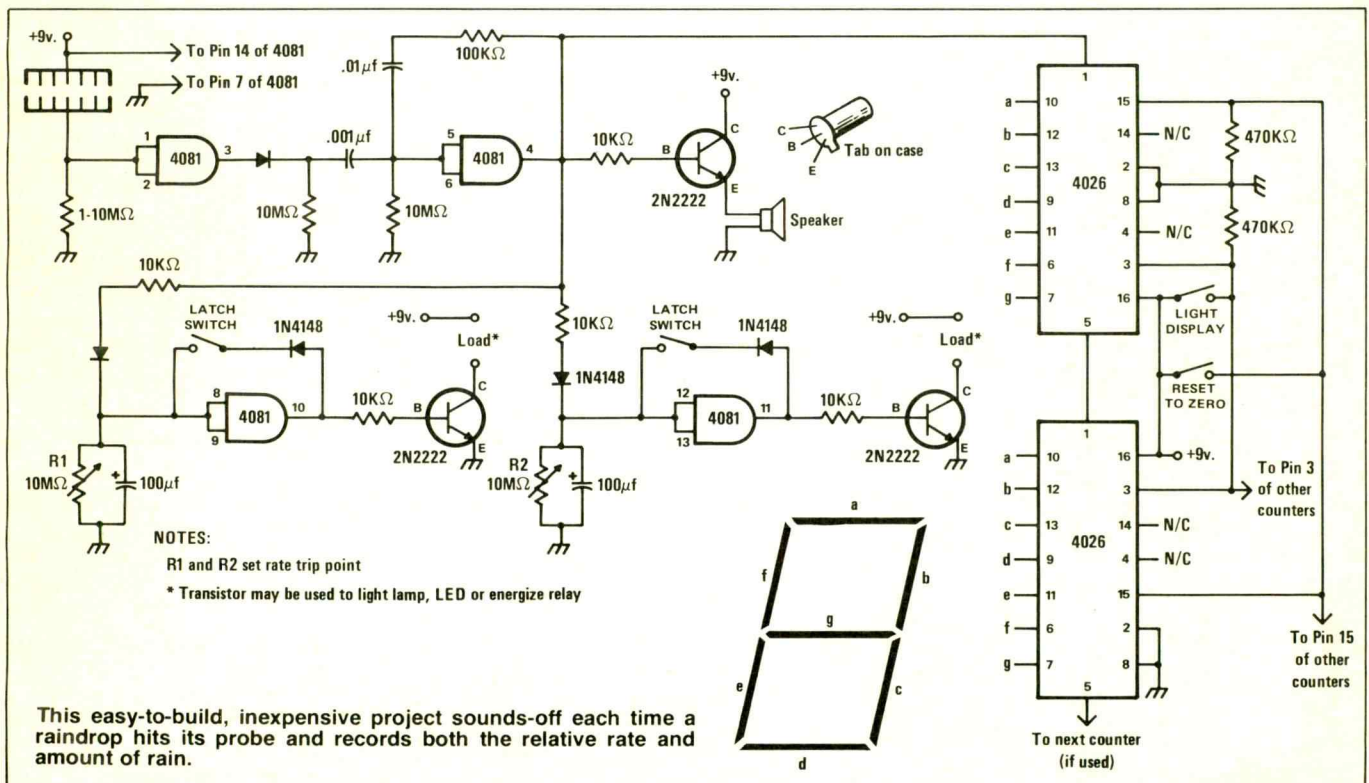 +9v.
To Pin 14 of 4081
To Pin 7 of 4081
100KΩ
.01µf
.001µf
1
2
4081
3
5
6
4081
4
1-10MΩ
10MΩ
10MΩ
10KΩ
+9v.
C
B
E
2N2222
Speaker
C
B
E
Tab on case
10KΩ
LATCH
SWITCH
1N4148
8
9
4081
10
10KΩ
+9v.
Load*
C
B
E
2N2222
R1
10MΩ
100µf
10KΩ
1N4148
LATCH
SWITCH
1N4148
12
13
4081
11
10KΩ
+9v.
Load*
C
B
E
2N2222
R2
10MΩ
100µf
NOTES:
R1 and R2 set rate trip point
* Transistor may be used to light lamp, LED or energize relay
a
b
c
d
e
f
g
1
4026
a 10
b 12
c 13
d 9
e 11
f 6
g 7
15
14 N/C
2
8
4 N/C
3
16
5
470KΩ
470KΩ
LIGHT
DISPLAY
RESET
TO ZERO
1
4026
a 10
b 12
c 13
d 9
e 11
f 6
g 7
16 +9v.
3
14 N/C
4 N/C
15
2
8
5
To Pin 3
of other
counters
To Pin 15
of other
counters
To next counter
(if used)
This easy-to-build, inexpensive project sounds-off each time a
raindrop hits its probe and records both the relative rate and
amount of rain.